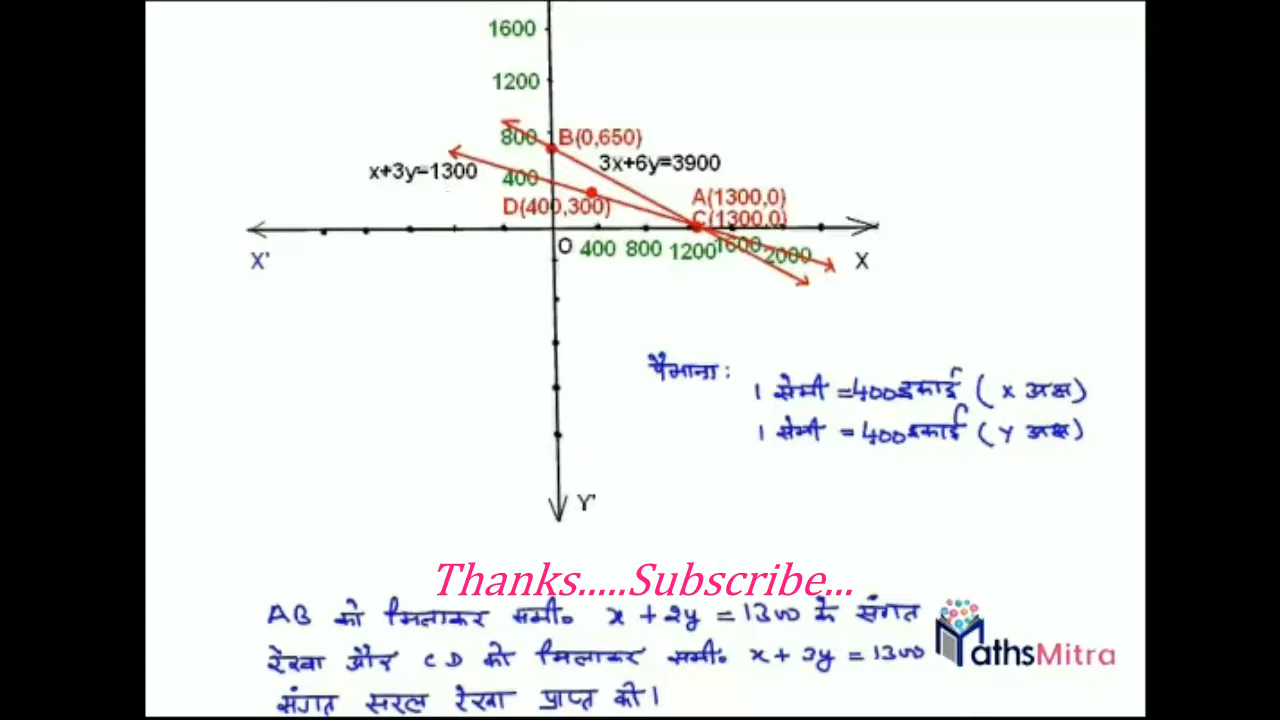 1600
1200
800 B(0,650)
3x+6y=3900
x+3y=1300 400
A(1300,0)
D(400,300) C(1300,0)
O 400 800 1200 1600 2000
X' X
पैमाना :
1 सेमी = 400 इकाई ( X अक्ष )
1 सेमी = 400 इकाई ( Y अक्ष )
Y'
Thanks.....Subscribe...
AB को मिलाकर समी० x + 2y = 1300 के संगत
रेखा और CD को मिलाकर समी० x + 3y = 1300
संगत सरल रेखा प्राप्त की।
MathsMitra